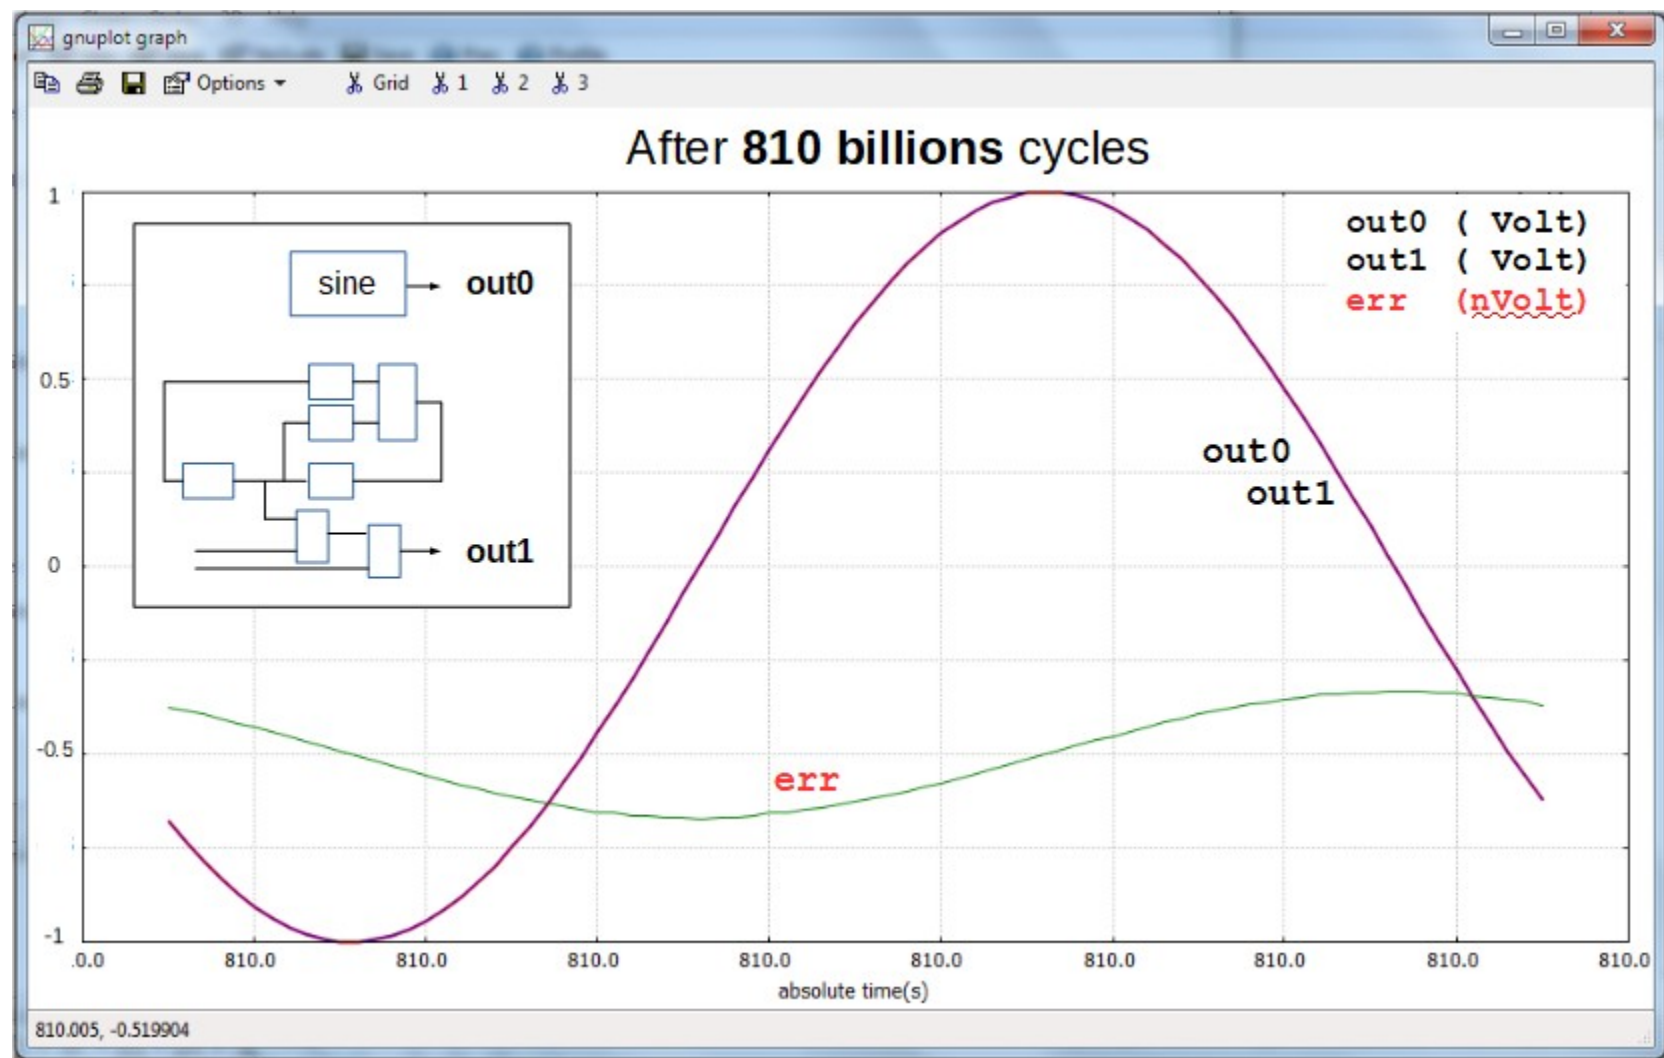 gnuplot graph
Options Grid 1 2 3
After 810 billions cycles
1
0.5
0
-0.5
-1
sine
out0
out1
out0 ( Volt)
out1 ( Volt)
err (nVolt)
out0
out1
err
.0.0 810.0 810.0 810.0 810.0 810.0 810.0 810.0 810.0 810.0
absolute time(s)
810.005, -0.519904